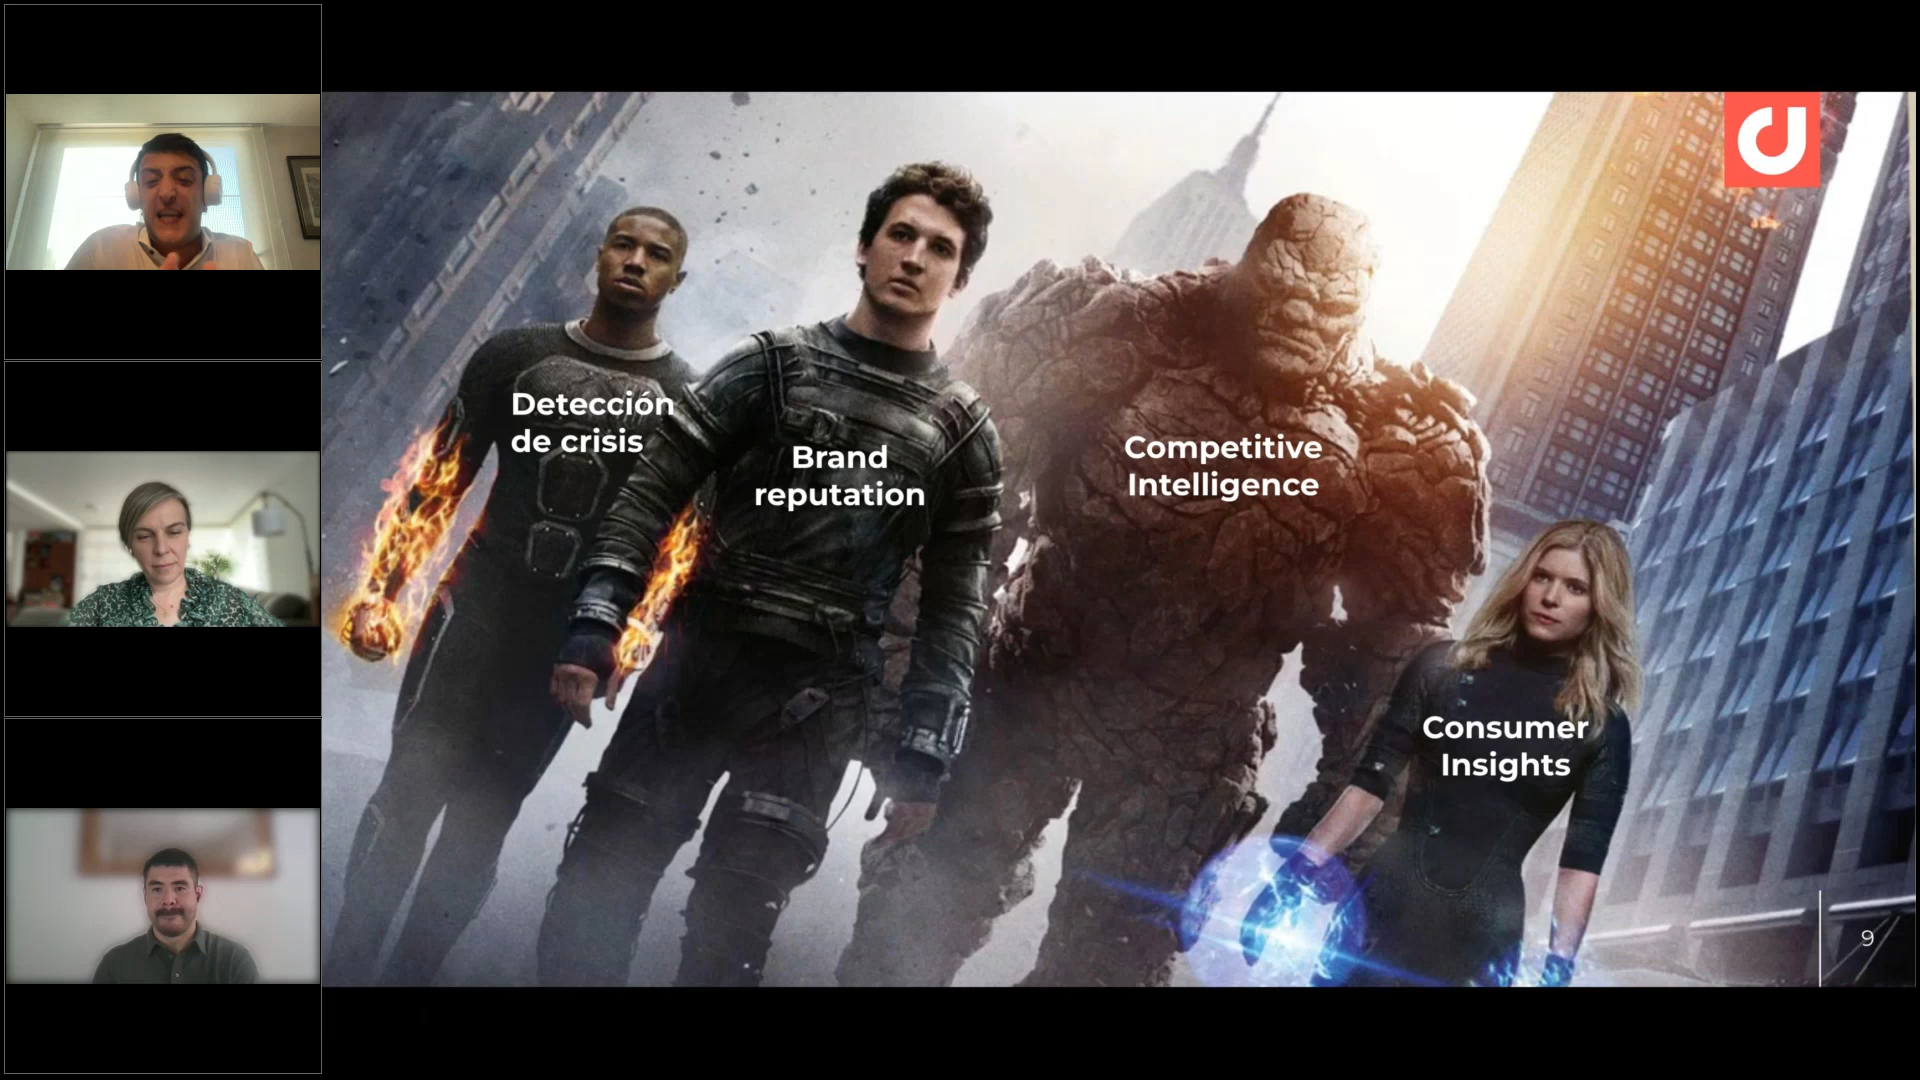 Detección
de crisis
Brand
reputation
Competitive
Intelligence
Consumer
Insights
9